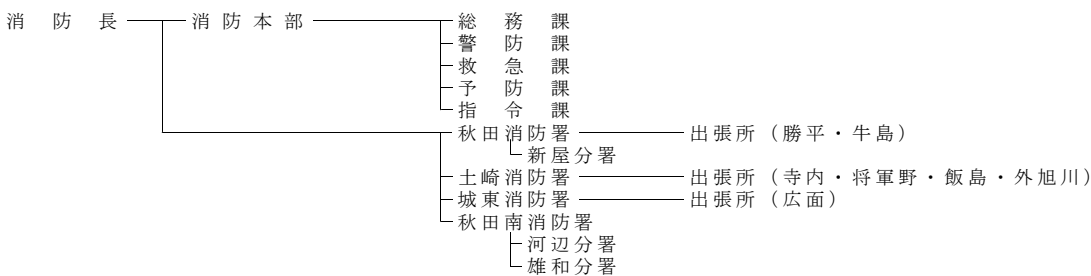 消防長 消防本部 総務課
警防課
救急課
予防課
指令課
秋田消防署 出張所（勝平・牛島）
新屋分署
土崎消防署 出張所（寺内・将軍野・飯島・外旭川）
城東消防署 出張所（広面）
秋田南消防署
河辺分署
雄和分署